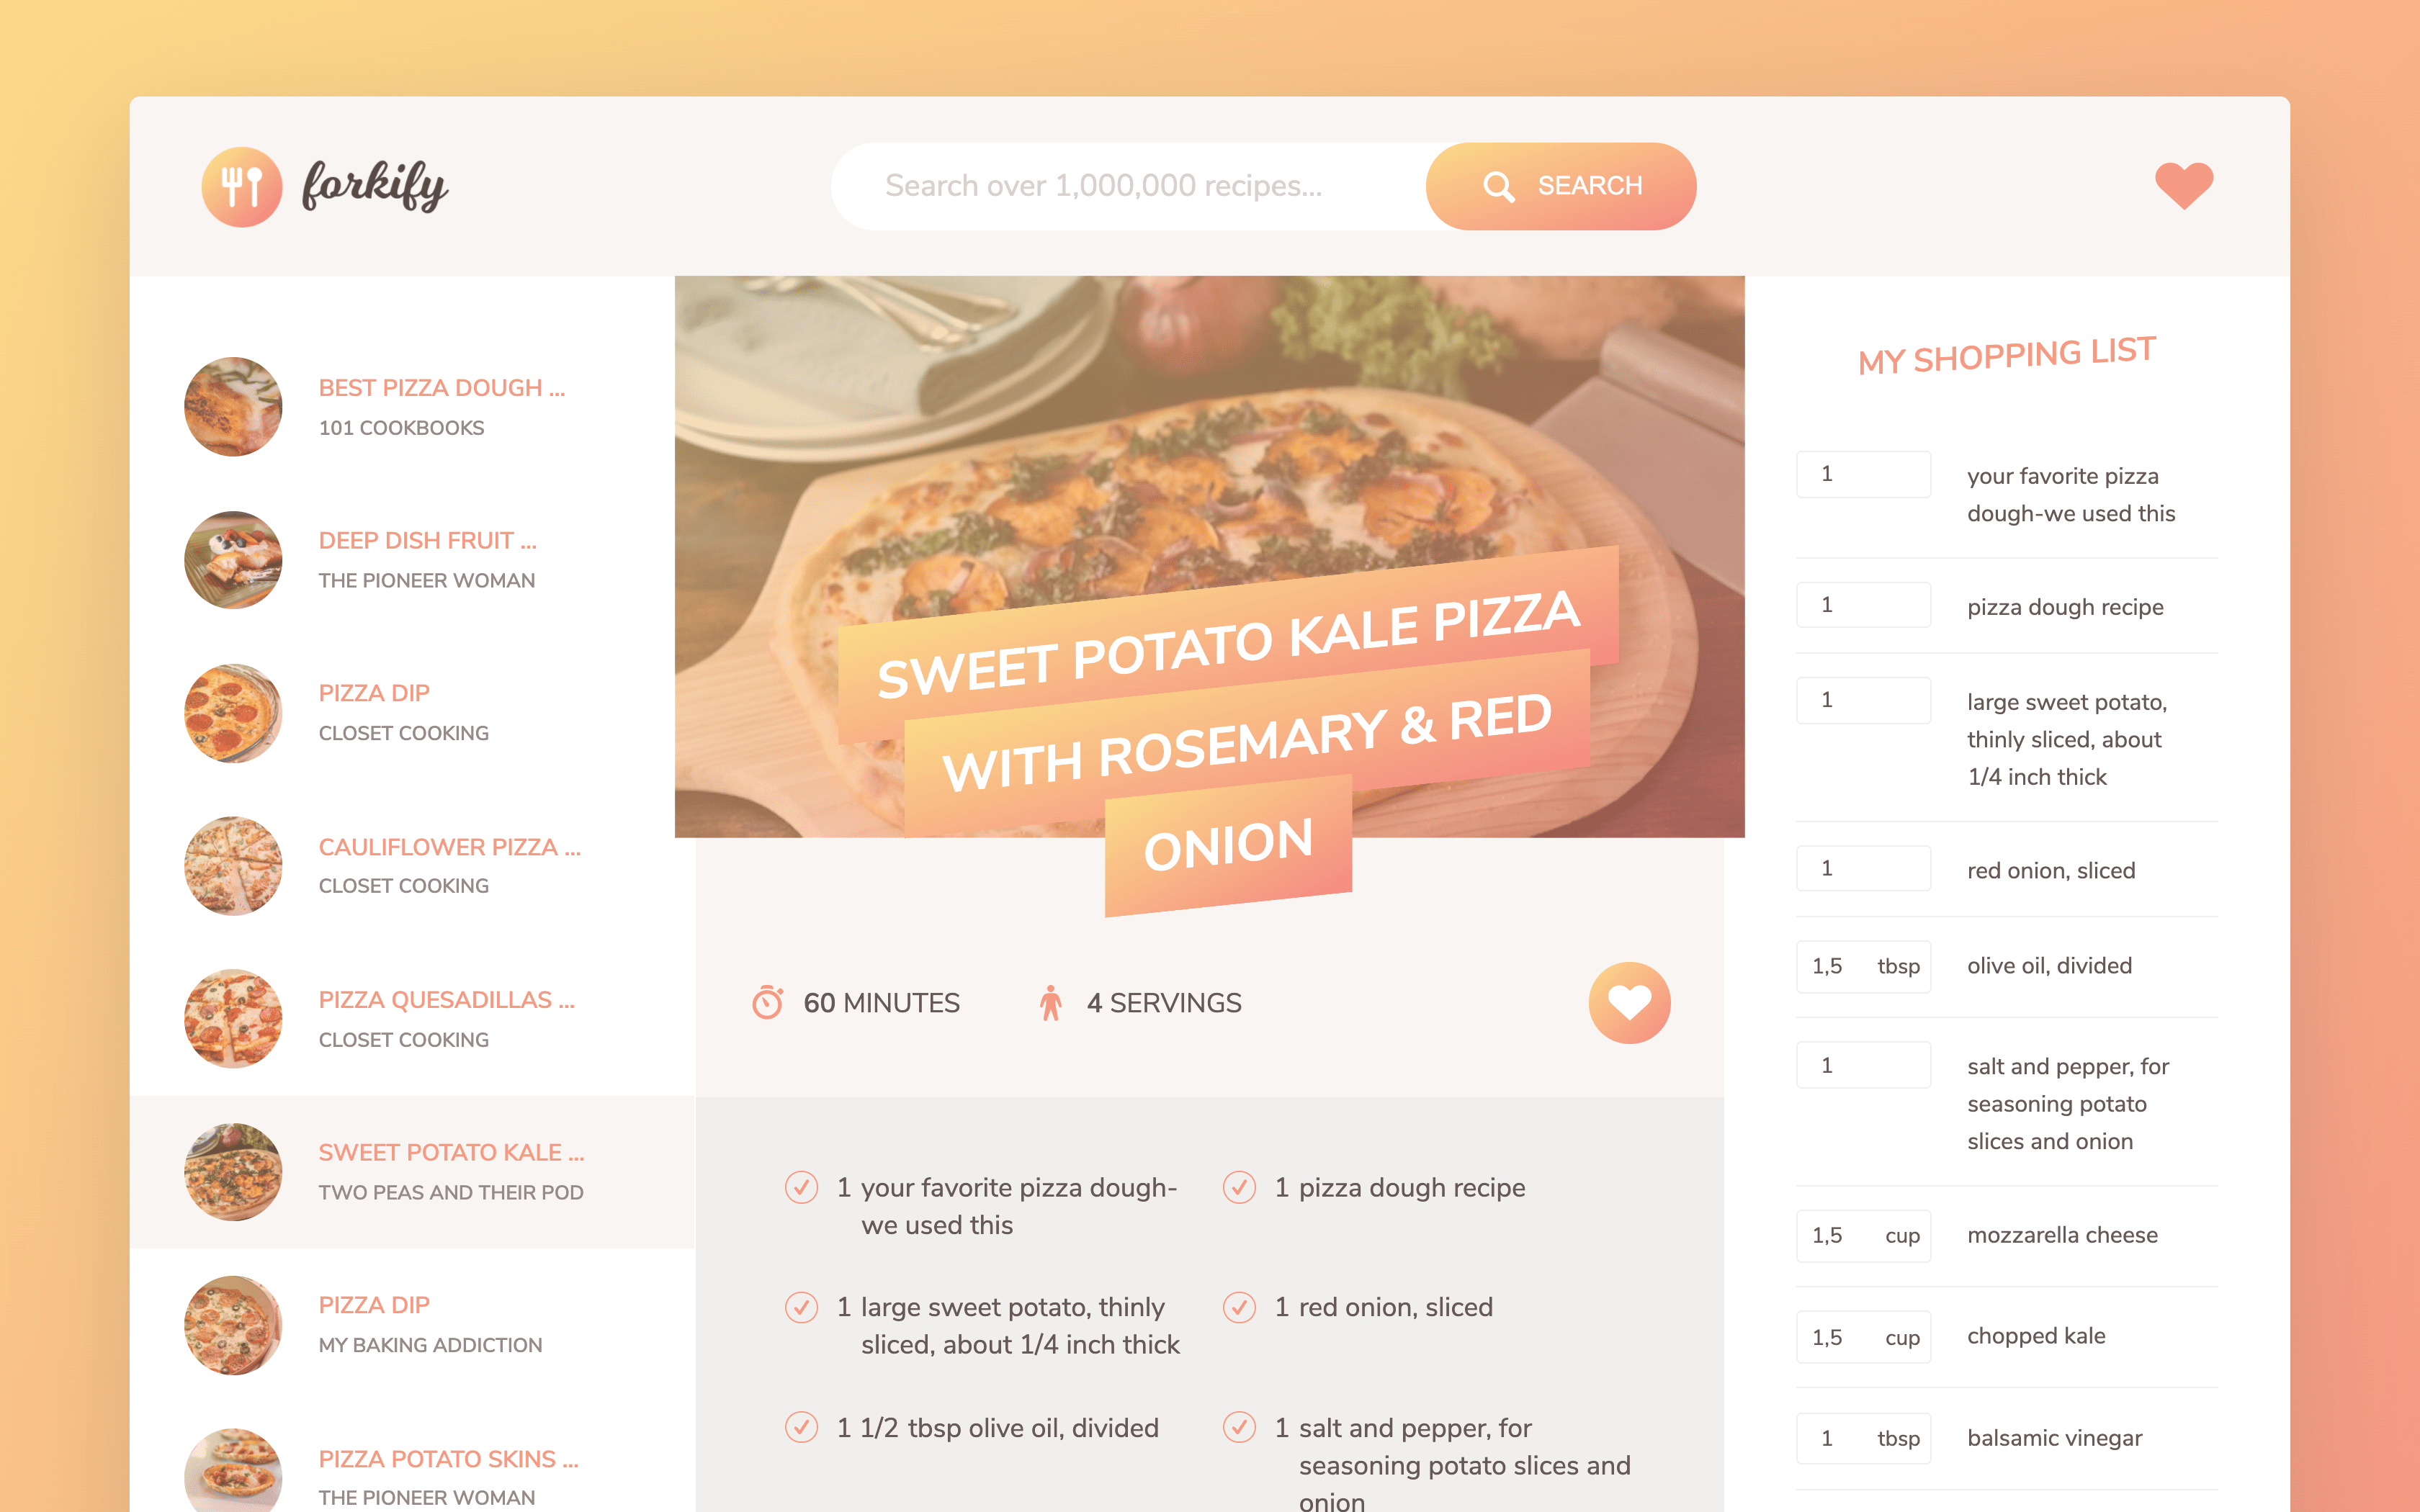 forkify
Search over 1,000,000 recipes...
SEARCH
BEST PIZZA DOUGH ...
101 COOKBOOKS
DEEP DISH FRUIT ...
THE PIONEER WOMAN
PIZZA DIP
CLOSET COOKING
CAULIFLOWER PIZZA ...
CLOSET COOKING
PIZZA QUESADILLAS ...
CLOSET COOKING
SWEET POTATO KALE ...
TWO PEAS AND THEIR POD
PIZZA DIP
MY BAKING ADDICTION
PIZZA POTATO SKINS ...
THE PIONEER WOMAN
SWEET POTATO KALE PIZZA
WITH ROSEMARY & RED
ONION
60 MINUTES
4 SERVINGS
1 your favorite pizza dough-
we used this
1 pizza dough recipe
1 large sweet potato, thinly
sliced, about 1/4 inch thick
1 red onion, sliced
1 1/2 tbsp olive oil, divided
1 salt and pepper, for
seasoning potato slices and
onion
MY SHOPPING LIST
1 your favorite pizza
dough-we used this
1 pizza dough recipe
1 large sweet potato,
thinly sliced, about
1/4 inch thick
1 red onion, sliced
1,5 tbsp olive oil, divided
1 salt and pepper, for
seasoning potato
slices and onion
1,5 cup mozzarella cheese
1,5 cup chopped kale
1 tbsp balsamic vinegar